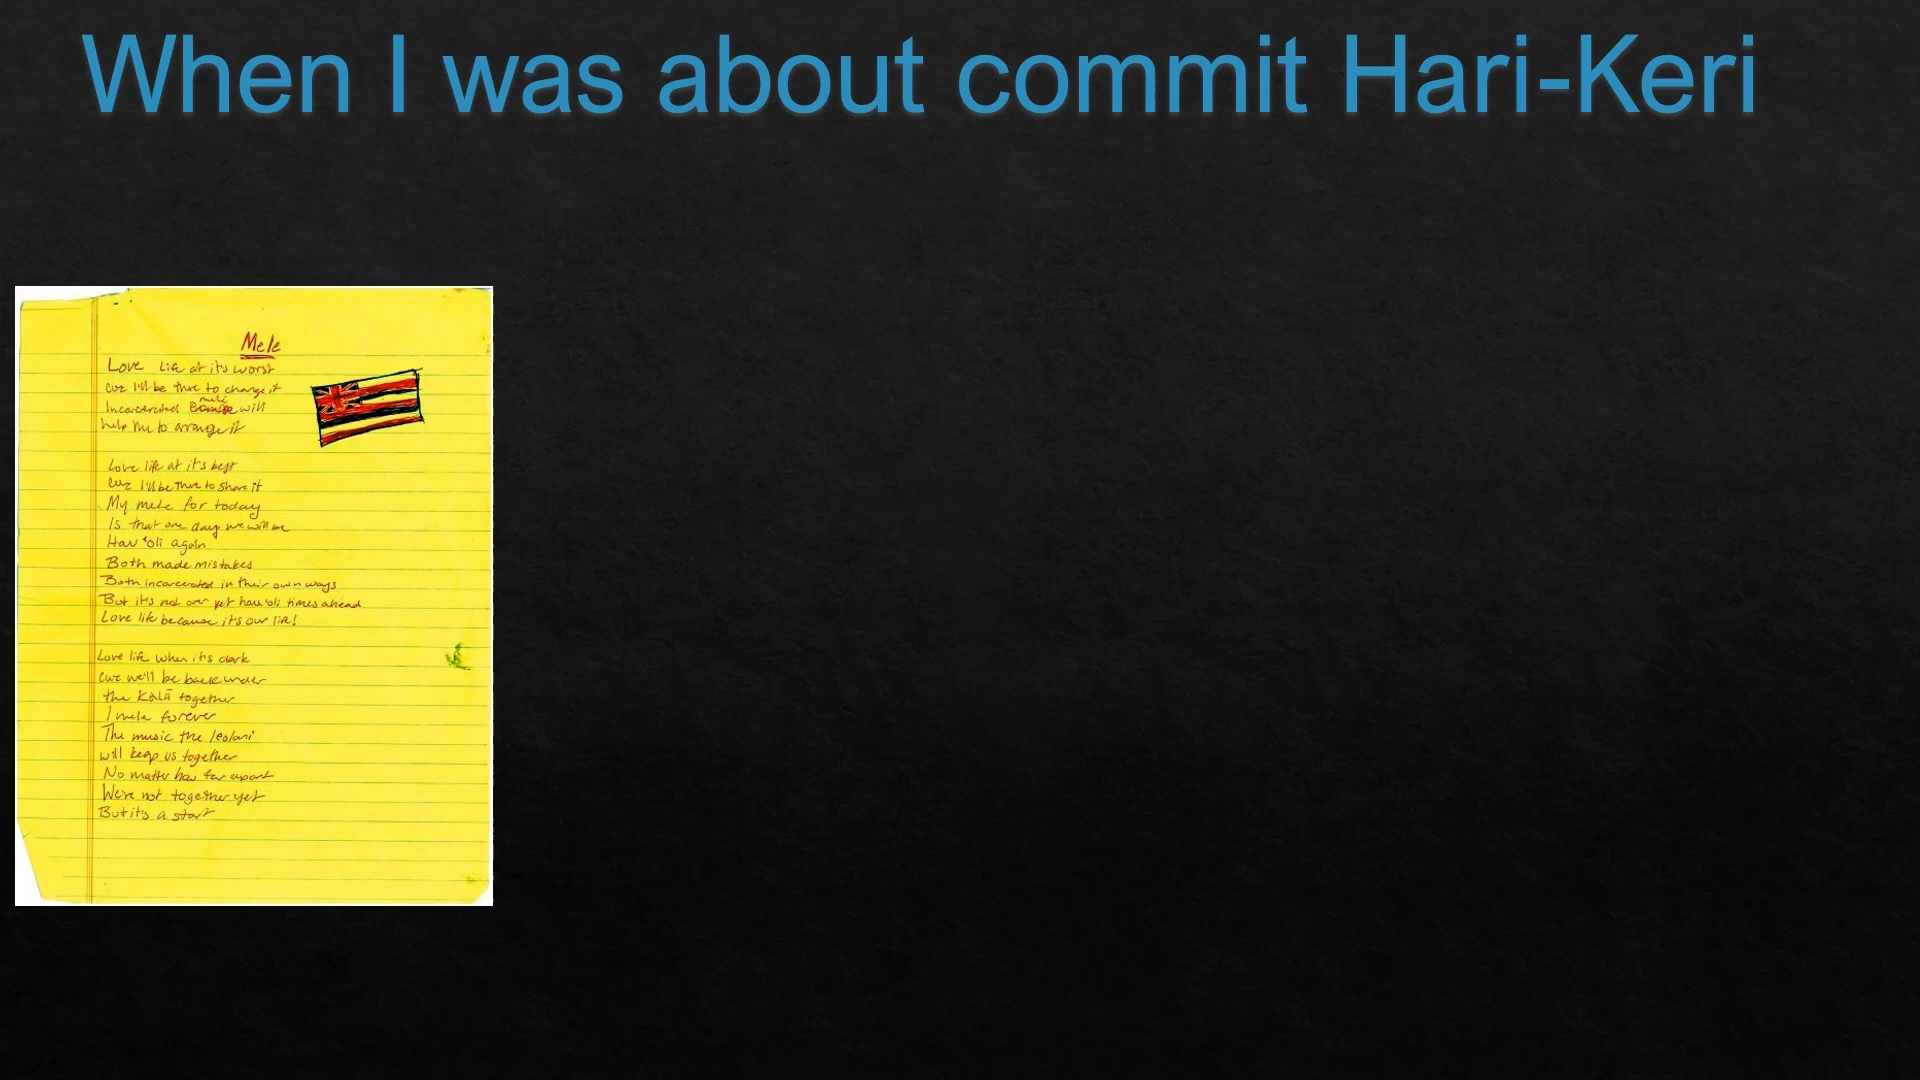 When I was about commit Hari-Keri
Mele
Love Life at its worst
cuz I'll be there to change it
mele
Incarcerated will
help me to arrange it
Love life at it's best
cuz I'll be there to share it
My mele for today
Is that one day we will be
Hau'oli again
Both made mistakes
Both incarcerated in their own ways
But it's not over yet hau'oli times ahead
Love life because it's our life!
Love life when its dark
cuz we'll be back under
the KALĀ together
I mele forever
The music the leolani
will keep us together
No matter how far apart
We're not together yet
But it's a start